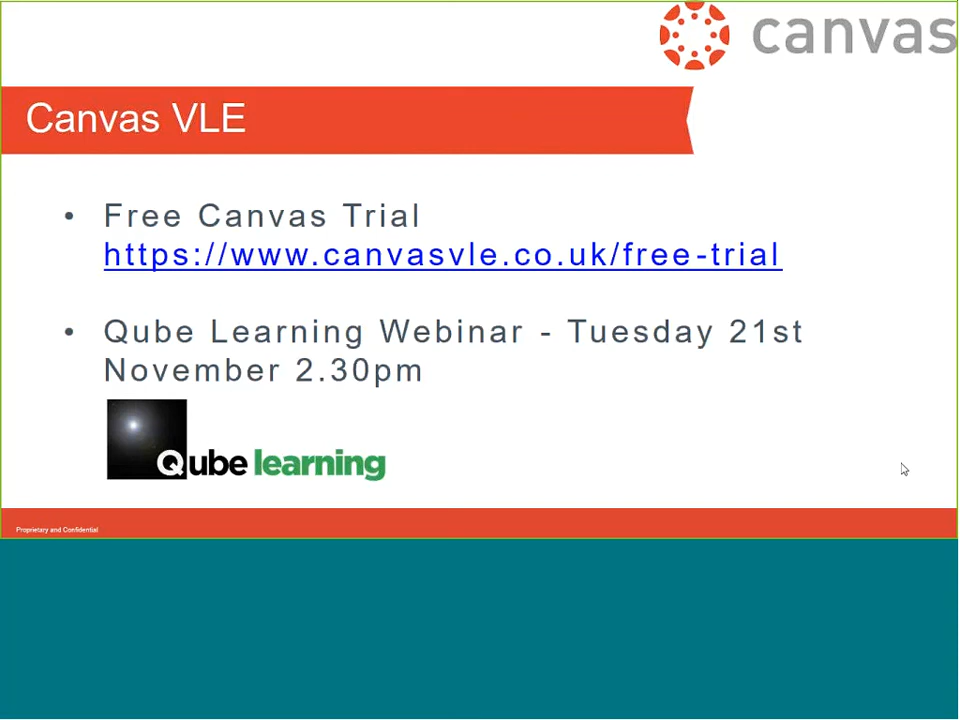 canvas
Canvas VLE
• Free Canvas Trial
https://www.canvasvle.co.uk/free-trial
• Qube Learning Webinar - Tuesday 21st
November 2.30pm
Qube learning
Proprietary and Confidential